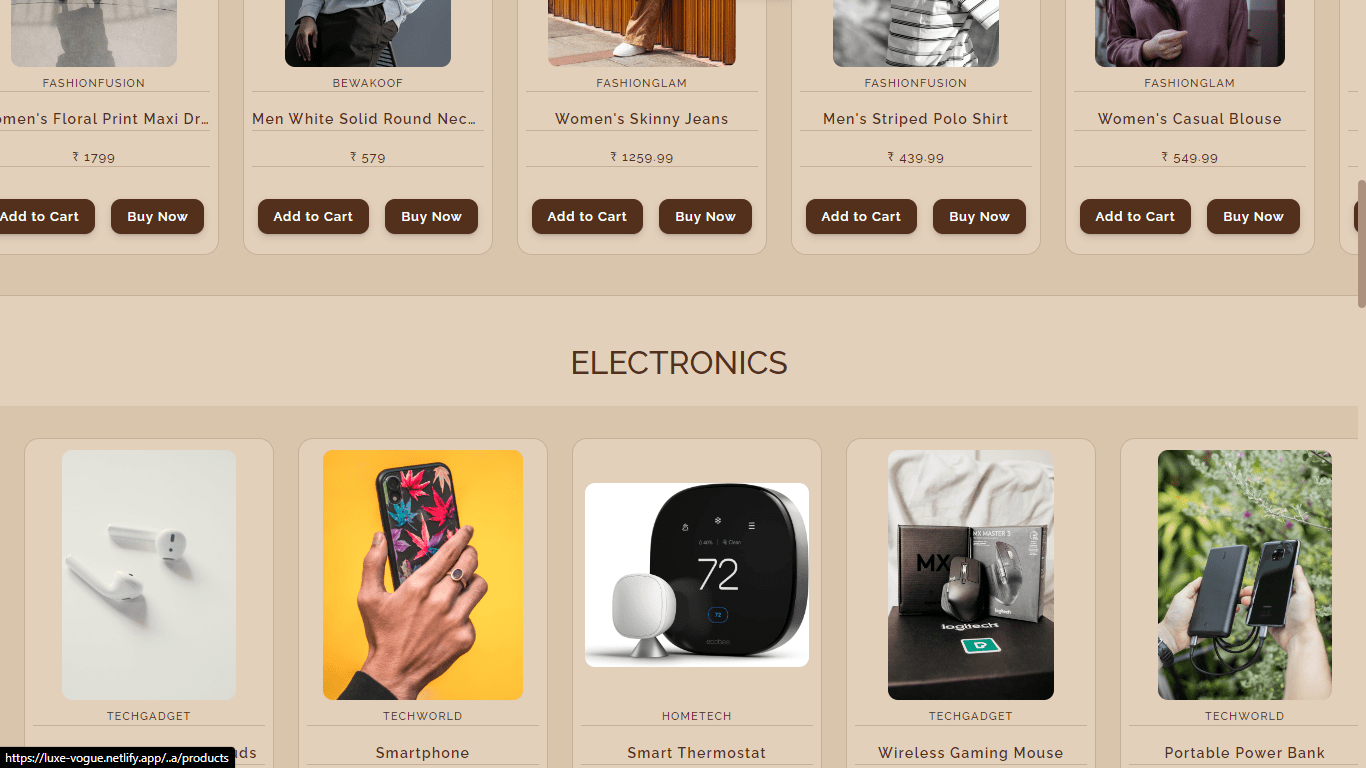 FASHIONFUSION BEWAKOOF FASHIONGLAM FASHIONFUSION FASHIONGLAM
omen's Floral Print Maxi Dr... Men White Solid Round Nec... Women's Skinny Jeans Men's Striped Polo Shirt Women's Casual Blouse
₹ 1799 ₹ 579 ₹ 1259.99 ₹ 439.99 ₹ 549.99
Add to Cart Buy Now Add to Cart Buy Now Add to Cart Buy Now Add to Cart Buy Now Add to Cart Buy Now
ELECTRONICS
72
72
ecobee
MX
MX MASTER 3
logitech
logitech
TECHGADGET TECHWORLD HOMETECH TECHGADGET TECHWORLD
ds Smartphone Smart Thermostat Wireless Gaming Mouse Portable Power Bank
https://luxe-vogue.netlify.app/..a/products